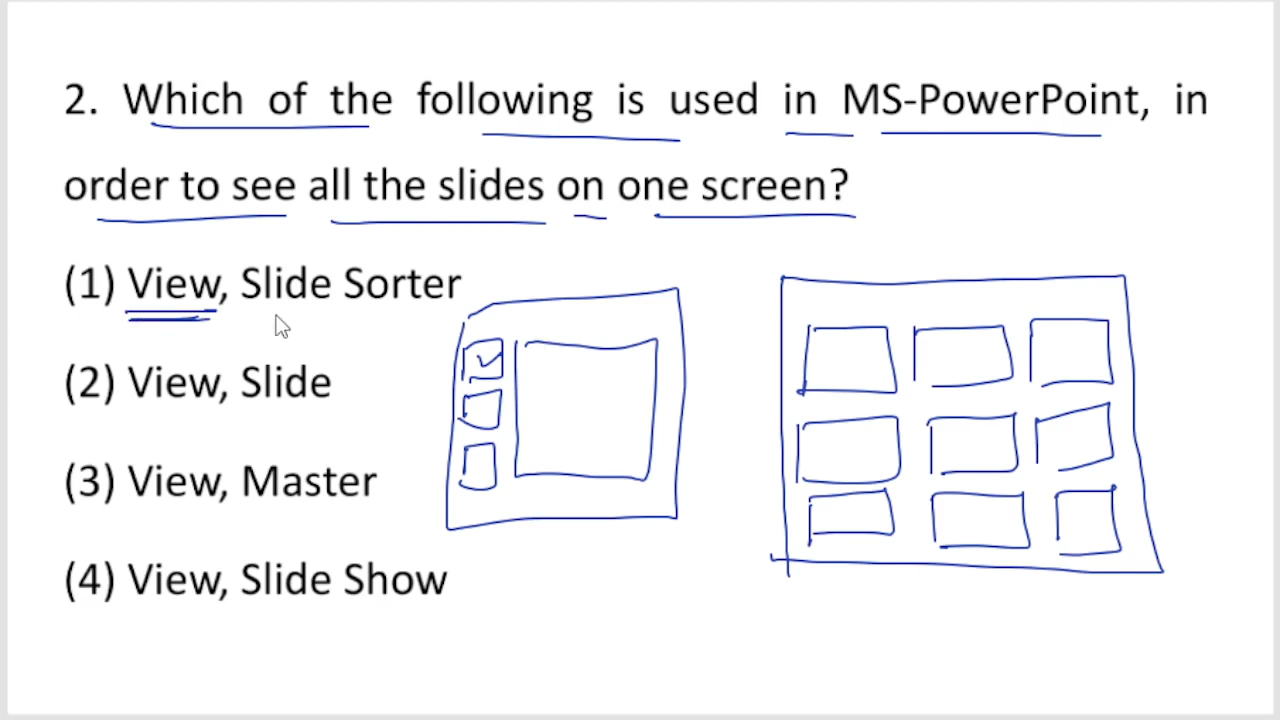 2. Which of the following is used in MS-PowerPoint, in
order to see all the slides on one screen?
(1) View, Slide Sorter
(2) View, Slide
(3) View, Master
(4) View, Slide Show